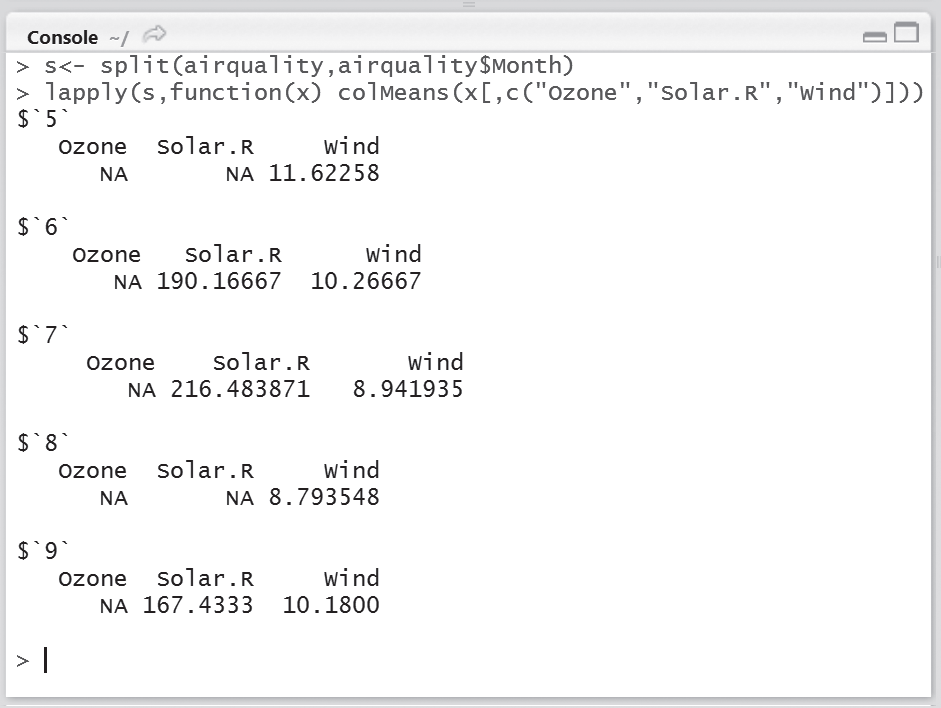 Console ~/
> s<- split(airquality,airquality$Month)
> lapply(s,function(x) colMeans(x[,c("Ozone","Solar.R","Wind")]))
$`5`
   Ozone  Solar.R     Wind
      NA       NA 11.62258

$`6`
    Ozone   Solar.R      Wind
       NA 190.16667  10.26667

$`7`
     Ozone    Solar.R       Wind
        NA 216.483871   8.941935

$`8`
   Ozone  Solar.R     Wind
      NA       NA 8.793548

$`9`
   Ozone  Solar.R     Wind
      NA 167.4333  10.1800

>